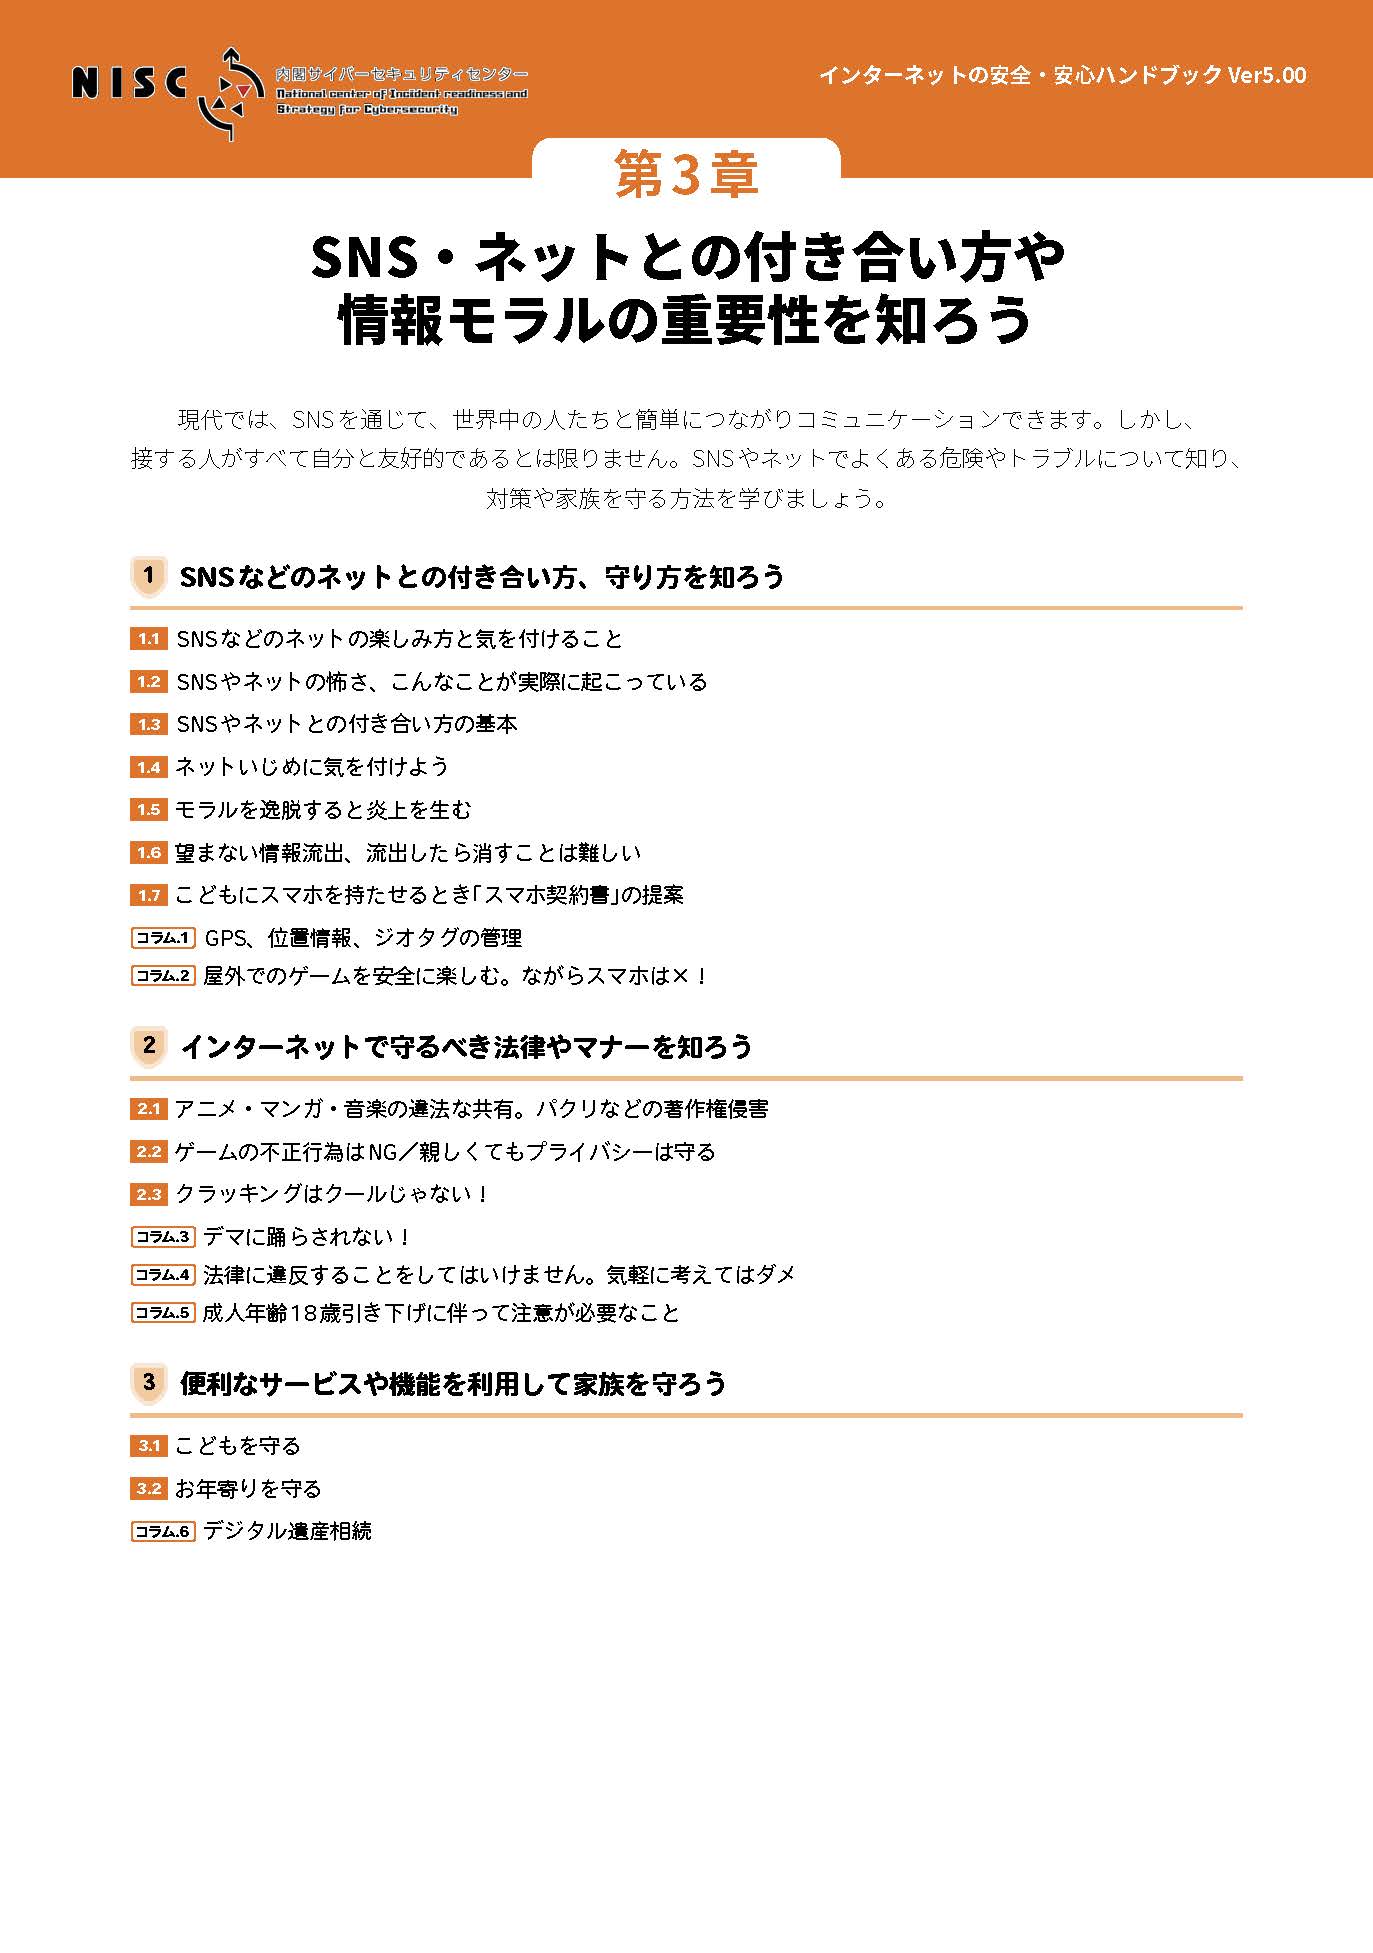 NISC
内閣サイバーセキュリティセンター
National center of Incident readiness and
Strategy for Cybersecurity
インターネットの安全・安心ハンドブック Ver5.00
第3章
SNS・ネットとの付き合い方や
情報モラルの重要性を知ろう
現代では、SNSを通じて、世界中の人たちと簡単につながりコミュニケーションできます。しかし、
接する人がすべて自分と友好的であるとは限りません。SNSやネットでよくある危険やトラブルについて知り、
対策や家族を守る方法を学びましょう。
1 SNSなどのネットとの付き合い方、守り方を知ろう
1.1 SNSなどのネットの楽しみ方と気を付けること
1.2 SNSやネットの怖さ、こんなことが実際に起こっている
1.3 SNSやネットとの付き合い方の基本
1.4 ネットいじめに気を付けよう
1.5 モラルを逸脱すると炎上を生む
1.6 望まない情報流出、流出したら消すことは難しい
1.7 こどもにスマホを持たせるとき「スマホ契約書」の提案
コラム.1 GPS、位置情報、ジオタグの管理
コラム.2 屋外でのゲームを安全に楽しむ。ながらスマホは×！
2 インターネットで守るべき法律やマナーを知ろう
2.1 アニメ・マンガ・音楽の違法な共有。パクリなどの著作権侵害
2.2 ゲームの不正行為はNG／親しくてもプライバシーは守る
2.3 クラッキングはクールじゃない！
コラム.3 デマに踊らされない！
コラム.4 法律に違反することをしてはいけません。気軽に考えてはダメ
コラム.5 成人年齢18歳引き下げに伴って注意が必要なこと
3 便利なサービスや機能を利用して家族を守ろう
3.1 こどもを守る
3.2 お年寄りを守る
コラム.6 デジタル遺産相続